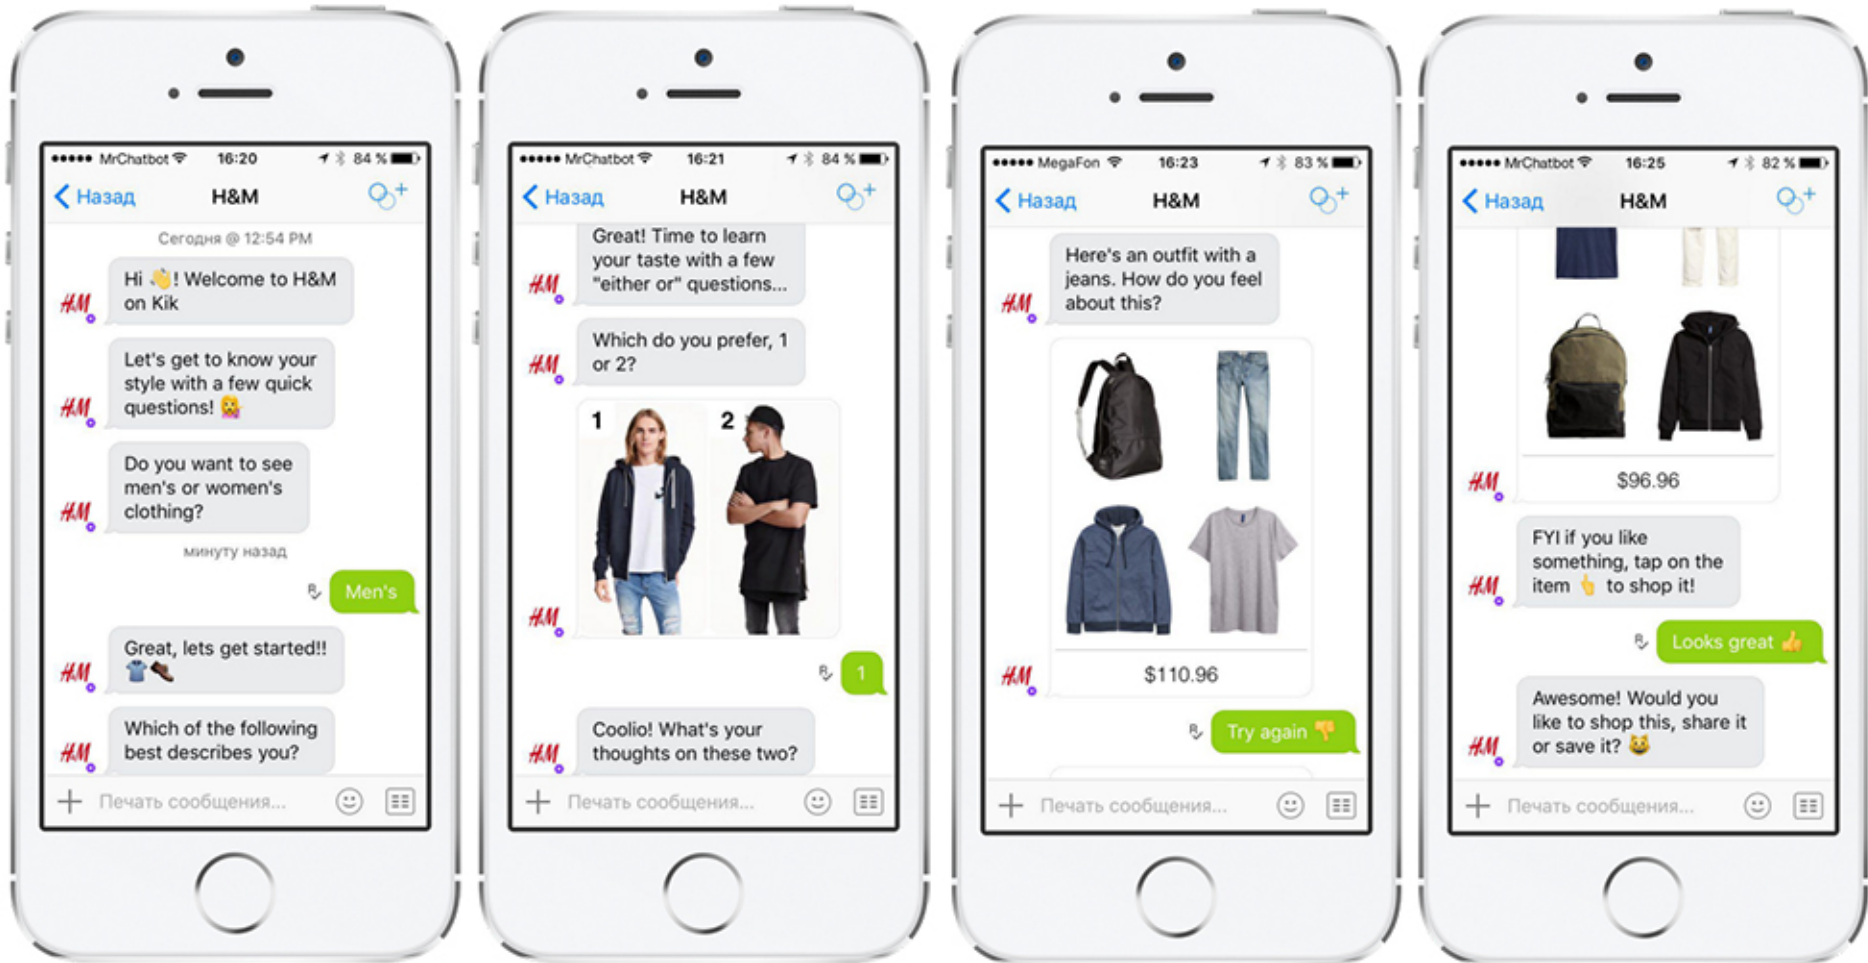 MrChatbot 16:20 84 %
Назад H&M
Сегодня @ 12:54 PM
Hi 👋! Welcome to H&M
on Kik
H&M
Let's get to know your
style with a few quick
questions! 💁
H&M
Do you want to see
men's or women's
clothing?
H&M
минуту назад
R Men's
Great, lets get started!!
👕👞
H&M
Which of the following
best describes you?
H&M
Печать сообщения...
MrChatbot 16:21 84 %
Назад H&M
Great! Time to learn
your taste with a few
"either or" questions...
H&M
Which do you prefer, 1
or 2?
H&M
1 2
H&M
R 1
Coolio! What's your
thoughts on these two?
H&M
Печать сообщения...
MegaFon 16:23 83 %
Назад H&M
Here's an outfit with a
jeans. How do you feel
about this?
H&M
$110.96
H&M
R Try again 👎
Печать сообщения...
MrChatbot 16:25 82 %
Назад H&M
$96.96
H&M
FYI if you like
something, tap on the
item 👆 to shop it!
H&M
R Looks great 👍
Awesome! Would you
like to shop this, share it
or save it? 😺
H&M
Печать сообщения...